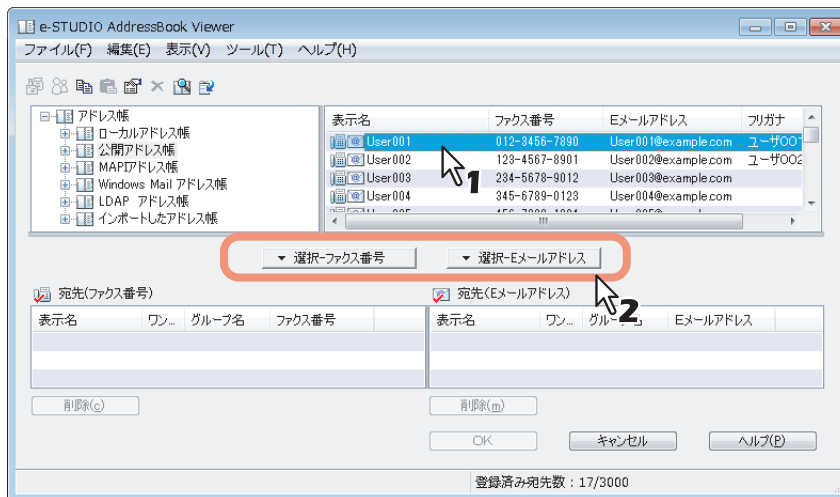 e-STUDIO AddressBook Viewer
ファイル(F) 編集(E) 表示(V) ツール(T) ヘルプ(H)
アドレス帳
ローカルアドレス帳
公開アドレス帳
MAPIアドレス帳
Windows Mail アドレス帳
LDAP アドレス帳
インポートしたアドレス帳
表示名 ファクス番号 Eメールアドレス フリガナ
User001 012-3456-7890 User001@example.com ユーザ001
User002 123-4567-8901 User002@example.com ユーザ002
User003 234-5678-9012 User003@example.com
User004 345-6789-0123 User004@example.com
1
▼ 選択-ファクス番号 ▼ 選択-Eメールアドレス
2
宛先(ファクス番号) 宛先(Eメールアドレス)
表示名 ワン... グループ名 ファクス番号 表示名 ワン... Eメールアドレス
削除(c) 削除(m)
OK キャンセル ヘルプ(P)
登録済み宛先数：17/3000